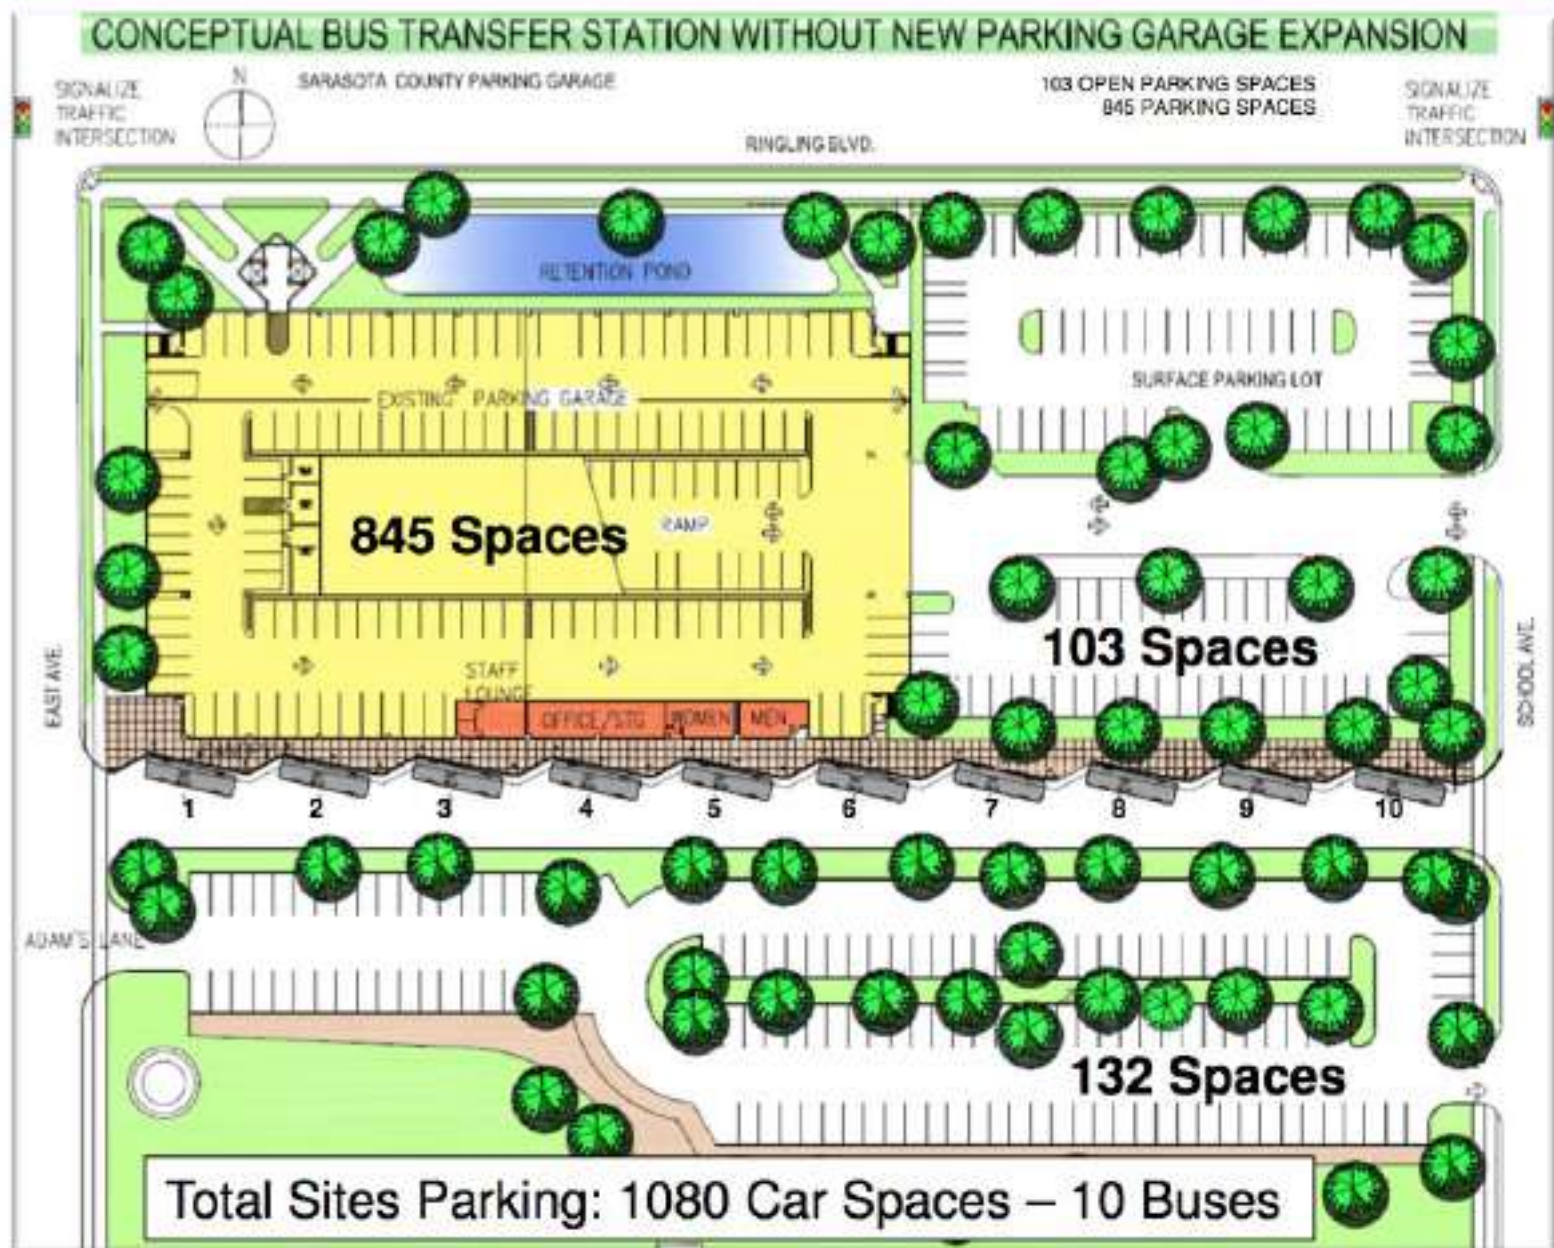 CONCEPTUAL BUS TRANSFER STATION WITHOUT NEW PARKING GARAGE EXPANSION
SIGNALIZE
TRAFFIC
INTERSECTION
N
SARASOTA COUNTY PARKING GARAGE
103 OPEN PARKING SPACES
845 PARKING SPACES
SIGNALIZE
TRAFFIC
INTERSECTION
RINGLING BLVD.
RETENTION POND
SURFACE PARKING LOT
EXISTING PARKING GARAGE
845 Spaces
RAMP
103 Spaces
STAFF
LOUNGE
OFFICE/STG
WOMEN
MEN
EAST AVE.
SCHOOL AVE.
1 2 3 4 5 6 7 8 9 10
ADAM'S LANE
132 Spaces
Total Sites Parking: 1080 Car Spaces – 10 Buses